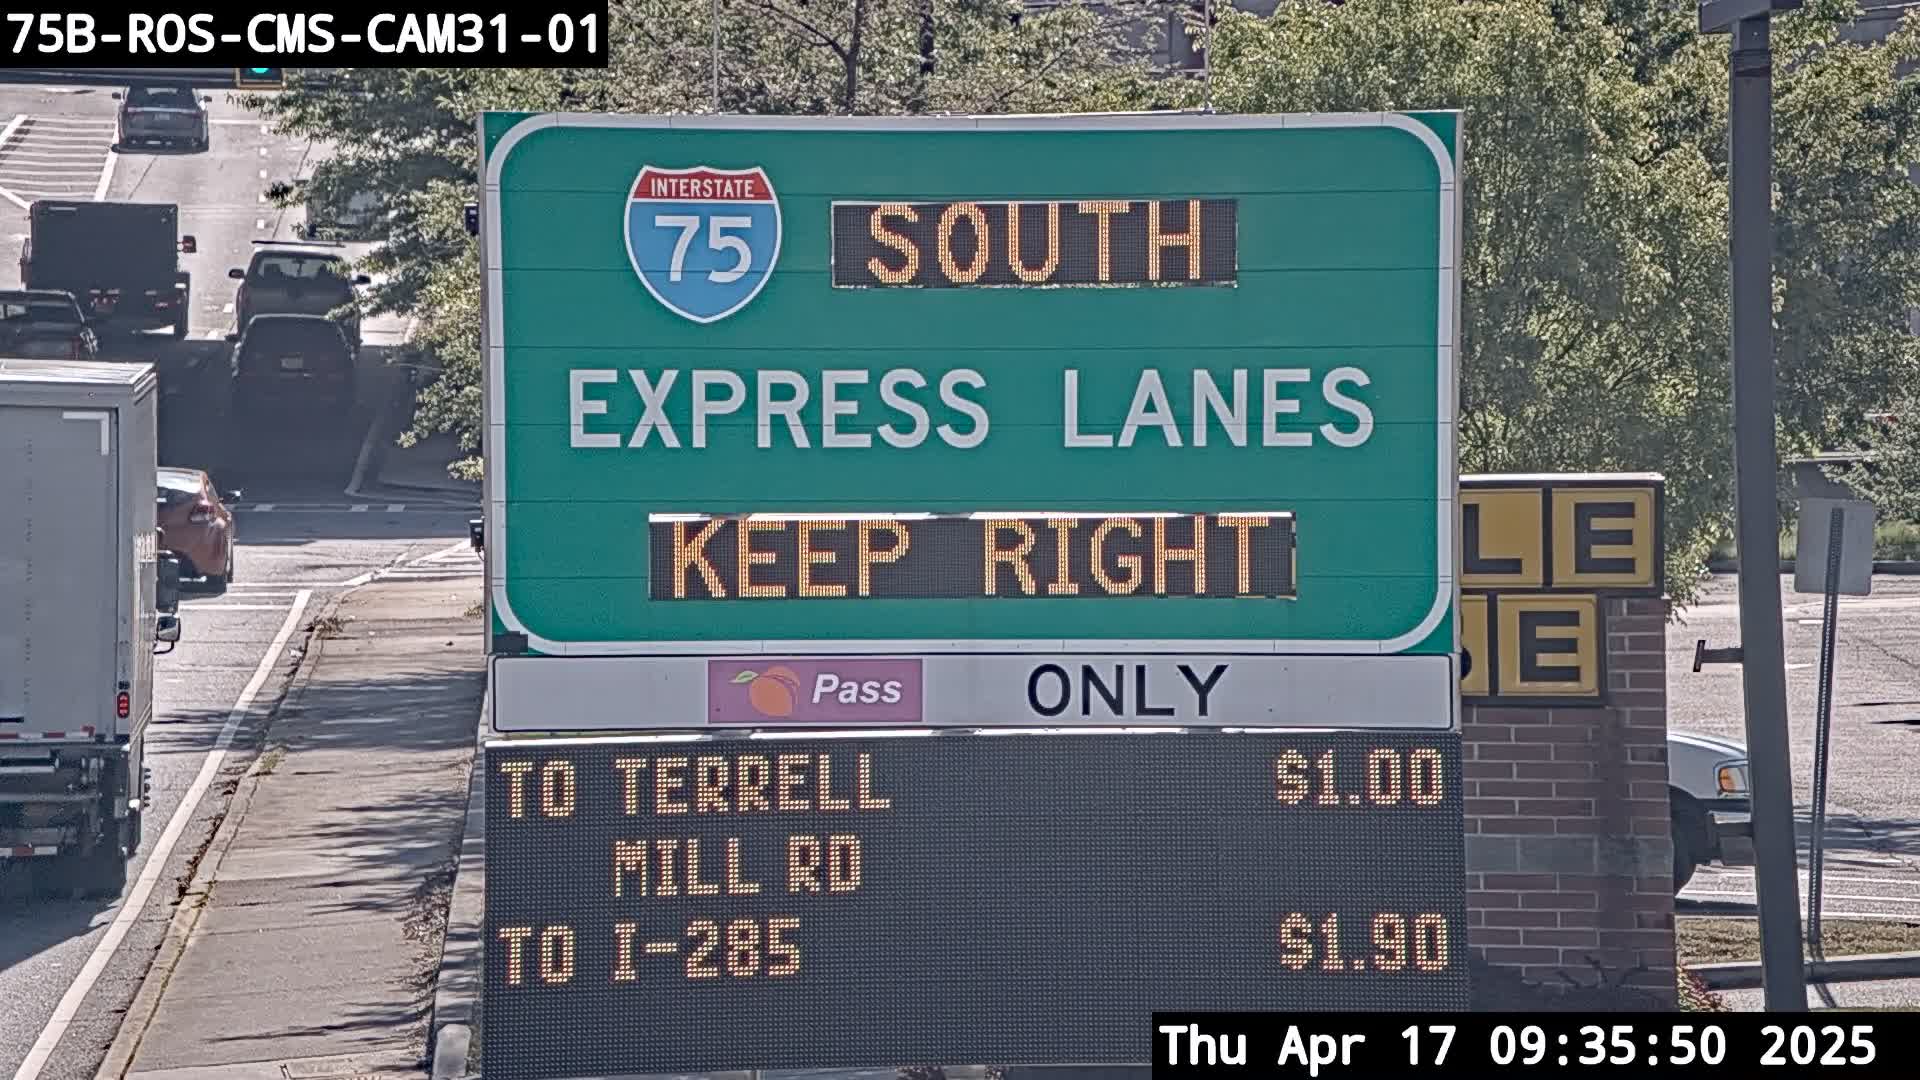 75B-ROS-CMS-CAM31-01
INTERSTATE
75
SOUTH
EXPRESS LANES
KEEP RIGHT
Pass ONLY
TO TERRELL $1.00
MILL RD
TO I-285 $1.90
LE
E
Thu Apr 17 09:35:50 2025